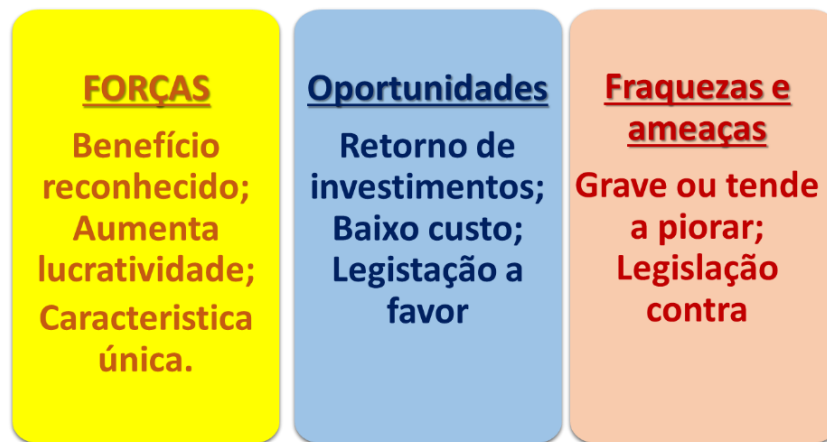 FORÇAS
Benefício
reconhecido;
Aumenta
lucratividade;
Caracteristica
única.
Oportunidades
Retorno de
investimentos;
Baixo custo;
Legistação a
favor
Fraquezas e
ameaças
Grave ou tende
a piorar;
Legislação
contra